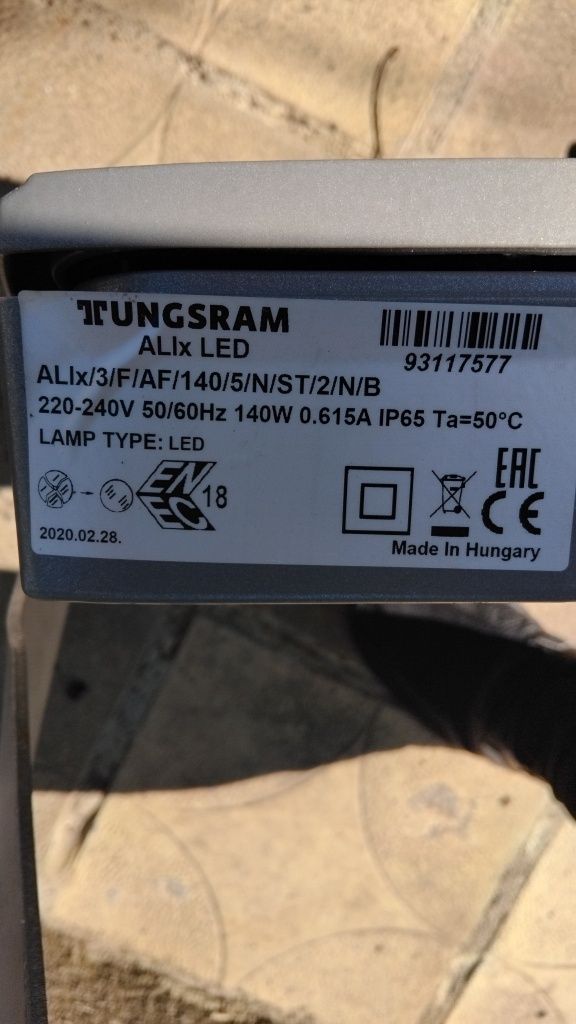 TUNGSRAM
ALIx LED
93117577
ALIx/3/F/AF/140/5/N/ST/2/N/B
220-240V 50/60Hz 140W 0.615A IP65 Ta=50°C
LAMP TYPE: LED
ENEC 18
EAC
CE
2020.02.28.
Made In Hungary